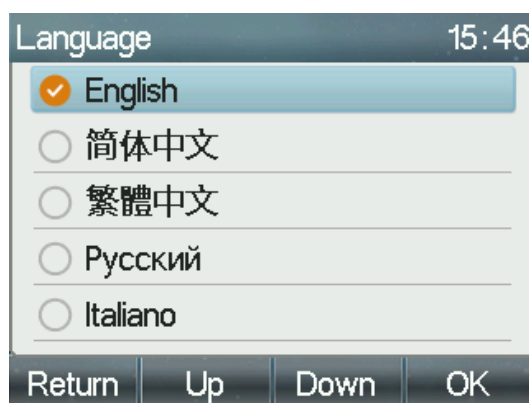 Language 15:46
English
简体中文
繁體中文
Русский
Italiano
Return Up Down OK